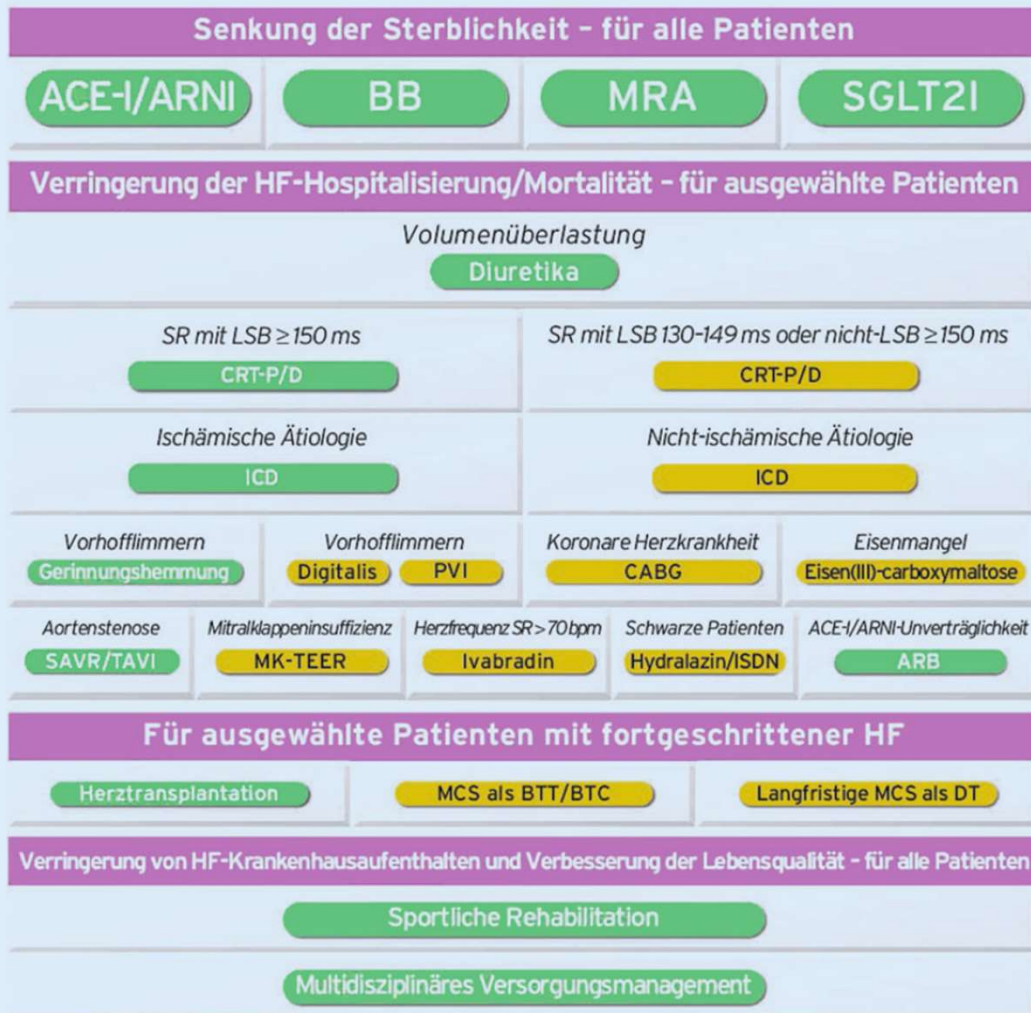 Senkung der Sterblichkeit – für alle Patienten
ACE-I/ARNI BB MRA SGLT2I
Verringerung der HF-Hospitalisierung/Mortalität – für ausgewählte Patienten
Volumenüberlastung
Diuretika
SR mit LSB ≥ 150 ms SR mit LSB 130-149 ms oder nicht-LSB ≥ 150 ms
CRT-P/D CRT-P/D
Ischämische Ätiologie Nicht-ischämische Ätiologie
ICD ICD
Vorhofflimmern Vorhofflimmern Koronare Herzkrankheit Eisenmangel
Gerinnungshemmung Digitalis PVI CABG Eisen(III)-carboxymaltose
Aortenstenose Mitralklappeninsuffizienz Herzfrequenz SR > 70 bpm Schwarze Patienten ACE-I/ARNI-Unverträglichkeit
SAVR/TAVI MK-TEER Ivabradin Hydralazin/ISDN ARB
Für ausgewählte Patienten mit fortgeschrittener HF
Herztransplantation MCS als BTT/BTC Langfristige MCS als DT
Verringerung von HF-Krankenhausaufenthalten und Verbesserung der Lebensqualität – für alle Patienten
Sportliche Rehabilitation
Multidisziplinäres Versorgungsmanagement